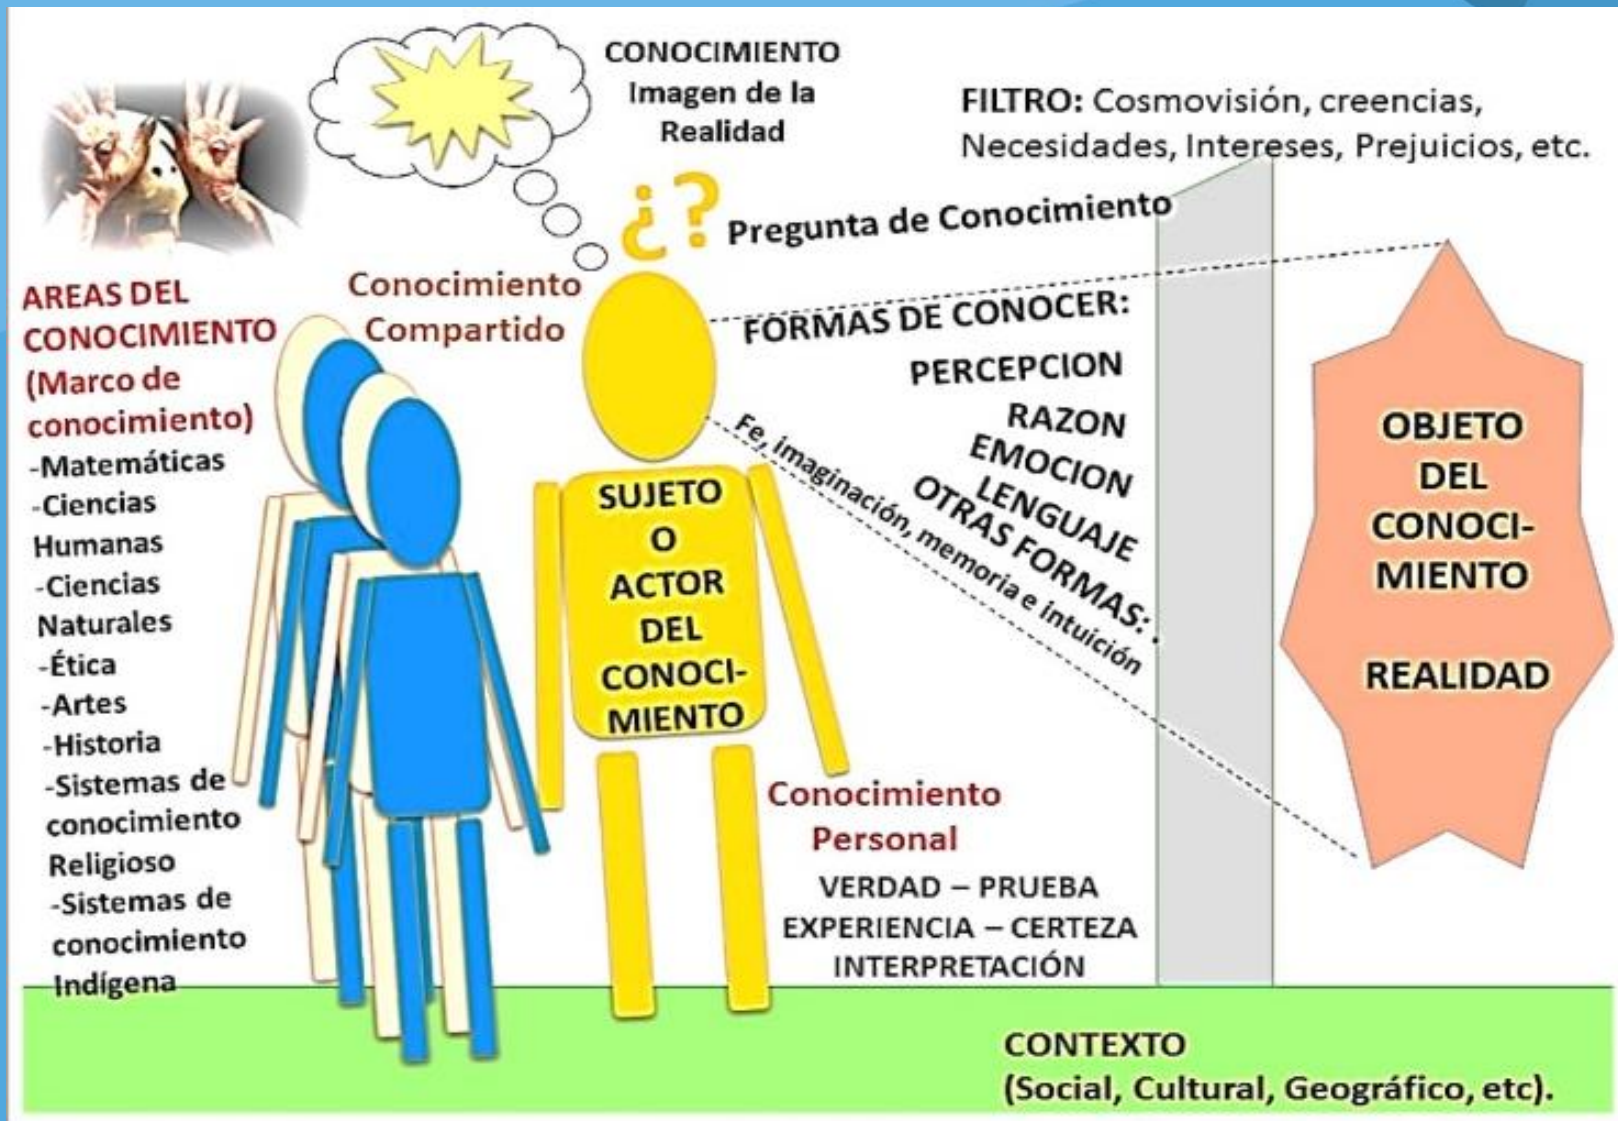 CONOCIMIENTO
Imagen de la
Realidad
FILTRO: Cosmovisión, creencias,
Necesidades, Intereses, Prejuicios, etc.
¿?
Pregunta de Conocimiento
AREAS DEL
CONOCIMIENTO
(Marco de
conocimiento)
-Matemáticas
-Ciencias
Humanas
-Ciencias
Naturales
-Ética
-Artes
-Historia
-Sistemas de
conocimiento
Religioso
-Sistemas de
conocimiento
Indígena
Conocimiento
Compartido
SUJETO
O
ACTOR
DEL
CONOCI-
MIENTO
FORMAS DE CONOCER:
PERCEPCION
RAZON
EMOCION
LENGUAJE
OTRAS FORMAS: .
Fe, imaginación, memoria e intuición
OBJETO
DEL
CONOCI-
MIENTO
REALIDAD
Conocimiento
Personal
VERDAD – PRUEBA
EXPERIENCIA – CERTEZA
INTERPRETACIÓN
CONTEXTO
(Social, Cultural, Geográfico, etc).